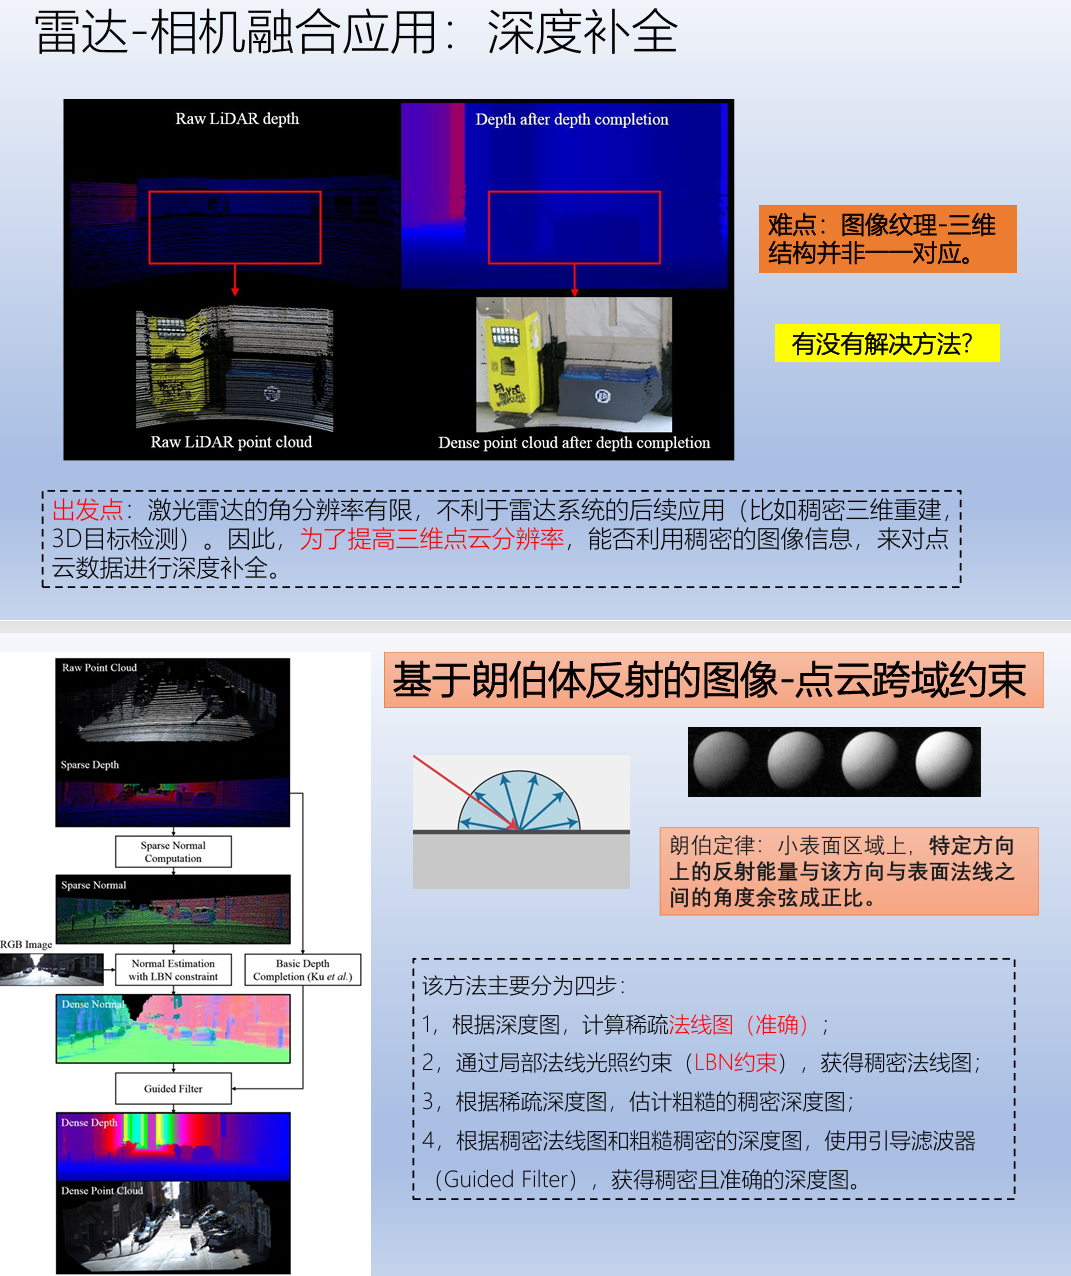 雷达-相机融合应用：深度补全
Raw LiDAR depth
Depth after depth completion
Raw LiDAR point cloud
Dense point cloud after depth completion
难点：图像纹理-三维
结构并非一一对应。
有没有解决方法？
出发点：激光雷达的角分辨率有限，不利于雷达系统的后续应用（比如稠密三维重建，
3D目标检测）。因此，为了提高三维点云分辨率，能否利用稠密的图像信息，来对点
云数据进行深度补全。
Raw Point Cloud
Sparse Depth
Sparse Normal
Computation
Sparse Normal
RGB Image
Normal Estimation
with LBN constraint
Basic Depth
Completion (Ku et al.)
Dense Normal
Guided Filter
Dense Depth
Dense Point Cloud
基于朗伯体反射的图像-点云跨域约束
朗伯定律：小表面区域上，特定方向
上的反射能量与该方向与表面法线之
间的角度余弦成正比。
该方法主要分为四步：
1，根据深度图，计算稀疏法线图（准确）；
2，通过局部法线光照约束（LBN约束），获得稠密法线图；
3，根据稀疏深度图，估计粗糙的稠密深度图；
4，根据稠密法线图和粗糙稠密的深度图，使用引导滤波器
（Guided Filter），获得稠密且准确的深度图。